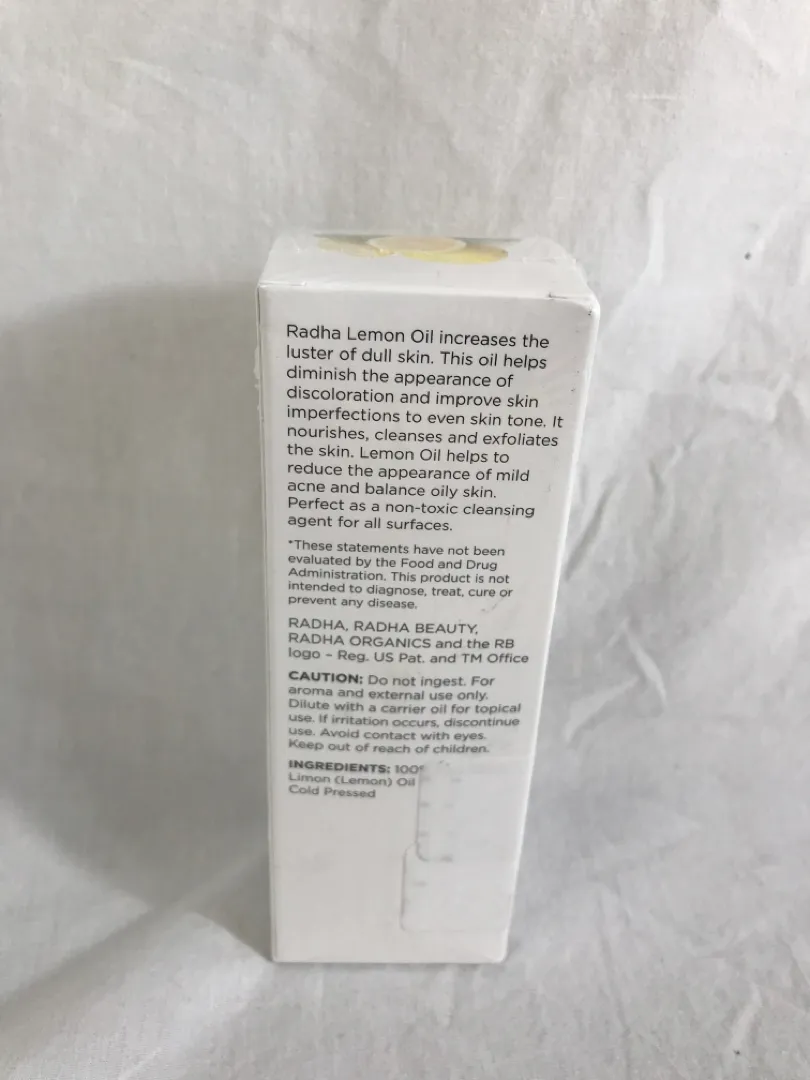 Radha Lemon Oil increases the
luster of dull skin. This oil helps
diminish the appearance of
discoloration and improve skin
imperfections to even skin tone. It
nourishes, cleanses and exfoliates
the skin. Lemon Oil helps to
reduce the appearance of mild
acne and balance oily skin.
Perfect as a non-toxic cleansing
agent for all surfaces.
*These statements have not been
evaluated by the Food and Drug
Administration. This product is not
intended to diagnose, treat, cure or
prevent any disease.
RADHA, RADHA BEAUTY,
RADHA ORGANICS and the RB
logo – Reg. US Pat. and TM Office
CAUTION: Do not ingest. For
aroma and external use only.
Dilute with a carrier oil for topical
use. If irritation occurs, discontinue
use. Avoid contact with eyes.
Keep out of reach of children.
INGREDIENTS: 100
Limon (Lemon) Oil
Cold Pressed